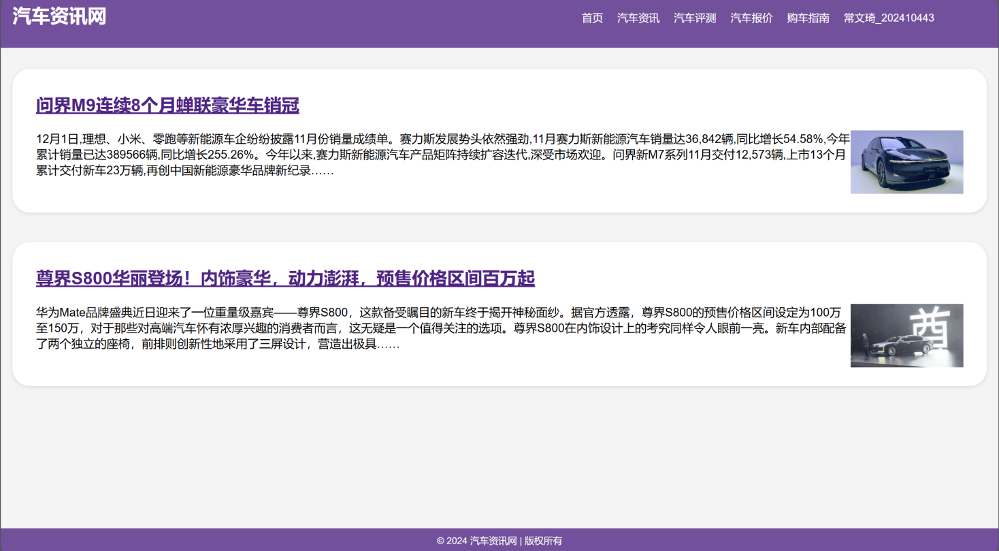 汽车资讯网
首页 汽车资讯 汽车评测 汽车报价 购车指南 常文琦_202410443
问界M9连续8个月蝉联豪华车销冠
12月1日,理想、小米、零跑等新能源车企纷纷披露11月份销量成绩单。赛力斯发展势头依然强劲,11月赛力斯新能源汽车销量达36,842辆,同比增长54.58%,今年
累计销量已达389566辆,同比增长255.26%。今年以来,赛力斯新能源汽车产品矩阵持续扩容迭代,深受市场欢迎。问界新M7系列11月交付12,573辆,上市13个月
累计交付新车23万辆,再创中国新能源豪华品牌新纪录……
尊界S800华丽登场！内饰豪华，动力澎湃，预售价格区间百万起
华为Mate品牌盛典近日迎来了一位重量级嘉宾——尊界S800，这款备受瞩目的新车终于揭开神秘面纱。据官方透露，尊界S800的预售价格区间设定为100万
至150万，对于那些对高端汽车怀有浓厚兴趣的消费者而言，这无疑是一个值得关注的选项。尊界S800在内饰设计上的考究同样令人眼前一亮。新车内部配备
了两个独立的座椅，前排则创新性地采用了三屏设计，营造出极具……
© 2024 汽车资讯网 | 版权所有